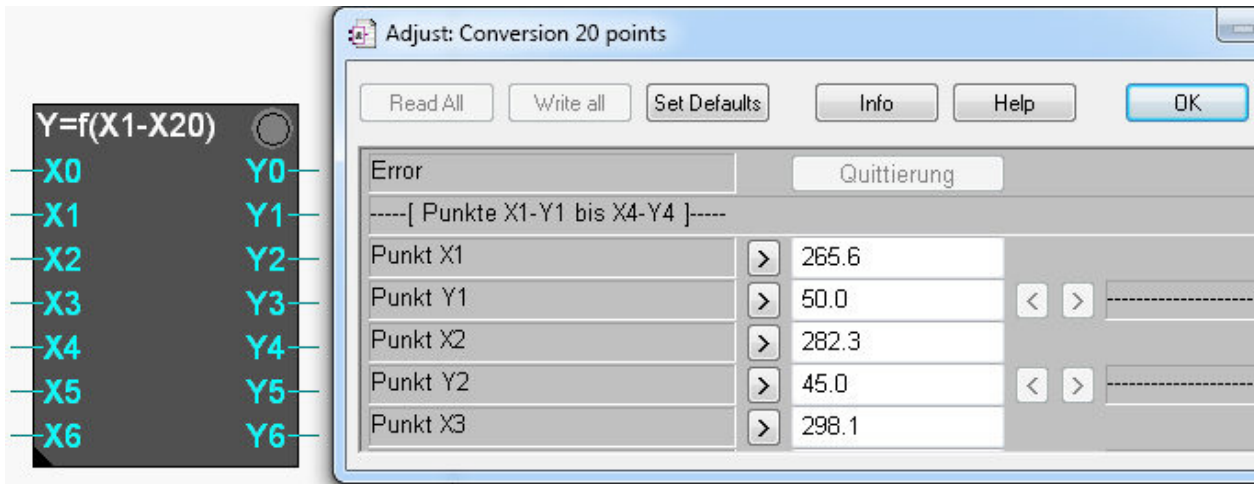 Y=f(X1-X20)
X0 Y0
X1 Y1
X2 Y2
X3 Y3
X4 Y4
X5 Y5
X6 Y6
Adjust: Conversion 20 points
Read All Write all Set Defaults Info Help OK
Error Quittierung
-----[ Punkte X1-Y1 bis X4-Y4 ]-----
Punkt X1 > 265.6
Punkt Y1 > 50.0 < > --------------------
Punkt X2 > 282.3
Punkt Y2 > 45.0 < > --------------------
Punkt X3 > 298.1